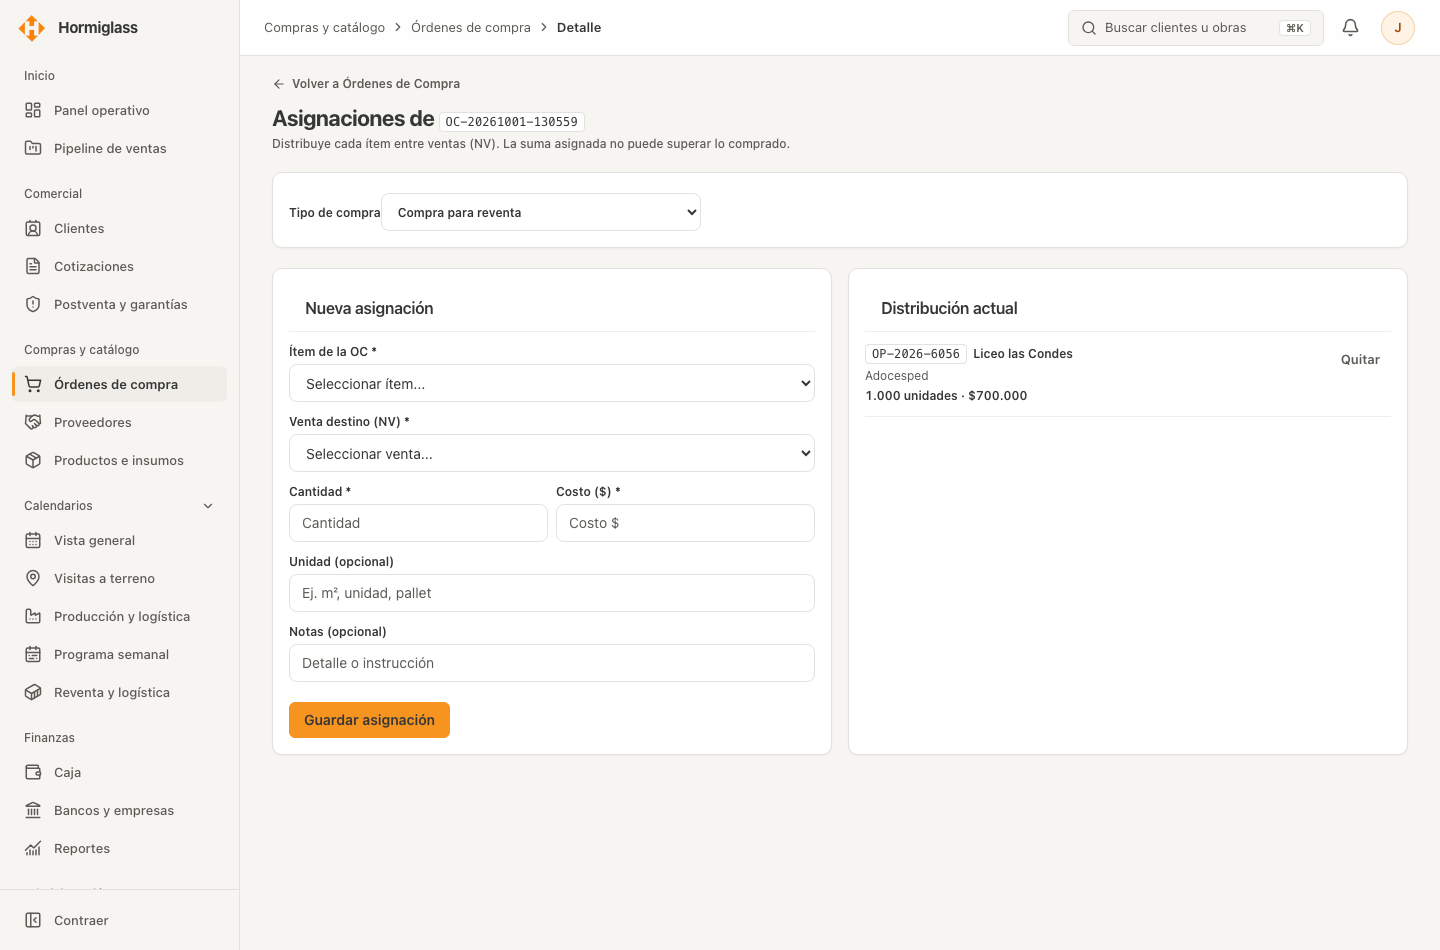 Hormiglass
Compras y catálogo > Órdenes de compra > Detalle
Buscar clientes u obras ⌘K
J
Inicio
Panel operativo
Pipeline de ventas
Comercial
Clientes
Cotizaciones
Postventa y garantías
Compras y catálogo
Órdenes de compra
Proveedores
Productos e insumos
Calendarios
Vista general
Visitas a terreno
Producción y logística
Programa semanal
Reventa y logística
Finanzas
Caja
Bancos y empresas
Reportes
Contraer
← Volver a Órdenes de Compra
Asignaciones de OC-20261001-130559
Distribuye cada ítem entre ventas (NV). La suma asignada no puede superar lo comprado.
Tipo de compra Compra para reventa
Nueva asignación
Ítem de la OC *
Seleccionar ítem...
Venta destino (NV) *
Seleccionar venta...
Cantidad * Costo ($) *
Cantidad Costo $
Unidad (opcional)
Ej. m², unidad, pallet
Notas (opcional)
Detalle o instrucción
Guardar asignación
Distribución actual
OP-2026-6056 Liceo las Condes
Quitar
Adocesped
1.000 unidades · $700.000